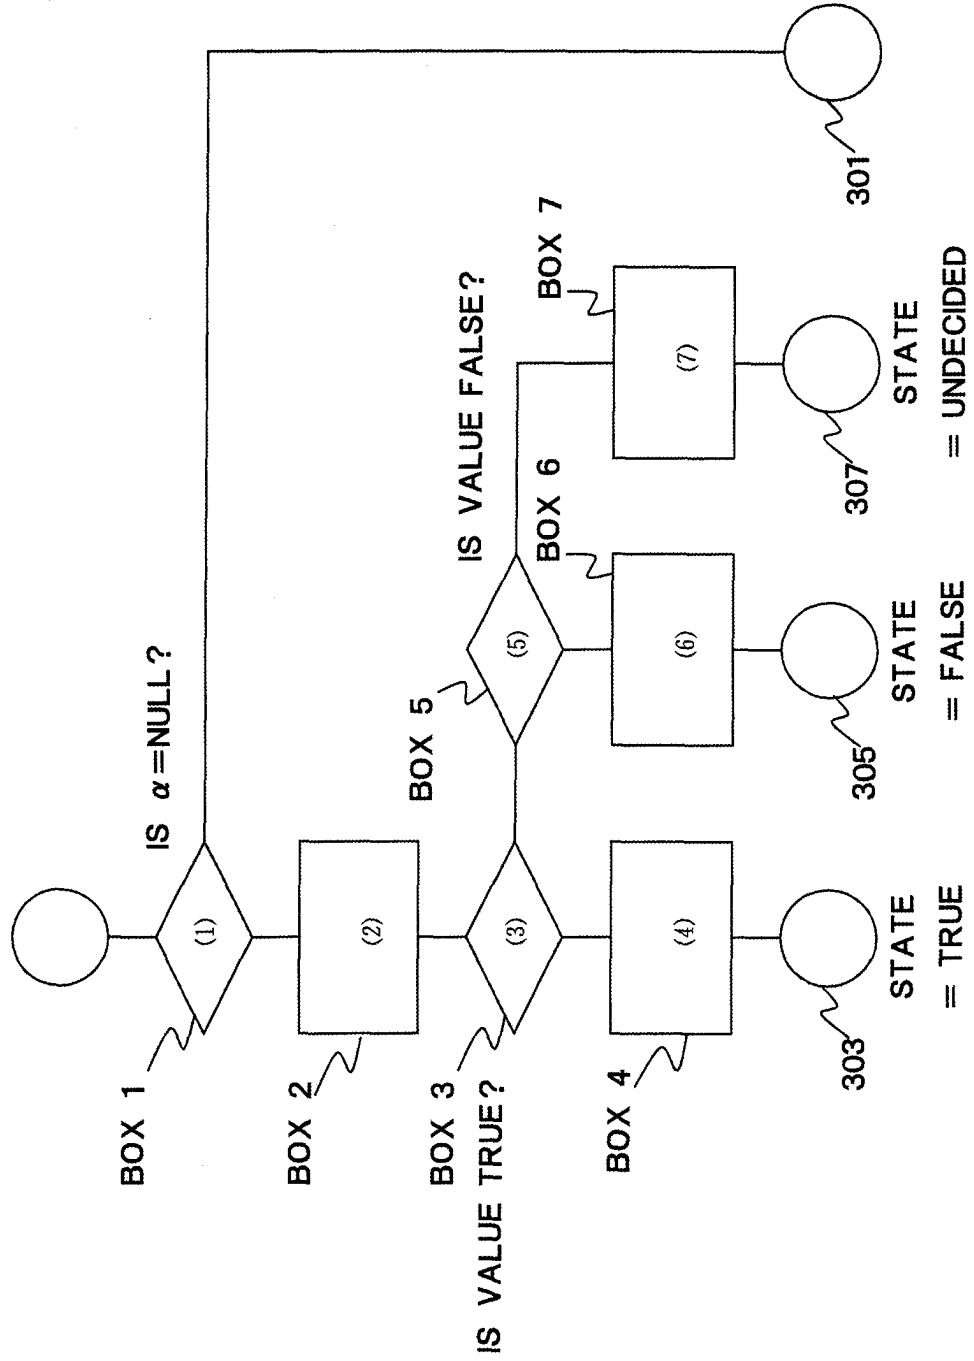 BOX 1
IS α=NULL?
(1)
301
BOX 2
(2)
BOX 3
IS VALUE TRUE?
(3)
BOX 5
(5)
IS VALUE FALSE?
BOX 4
(4)
BOX 6
(6)
BOX 7
(7)
303
STATE
= TRUE
305
STATE
= FALSE
307
STATE
= UNDECIDED